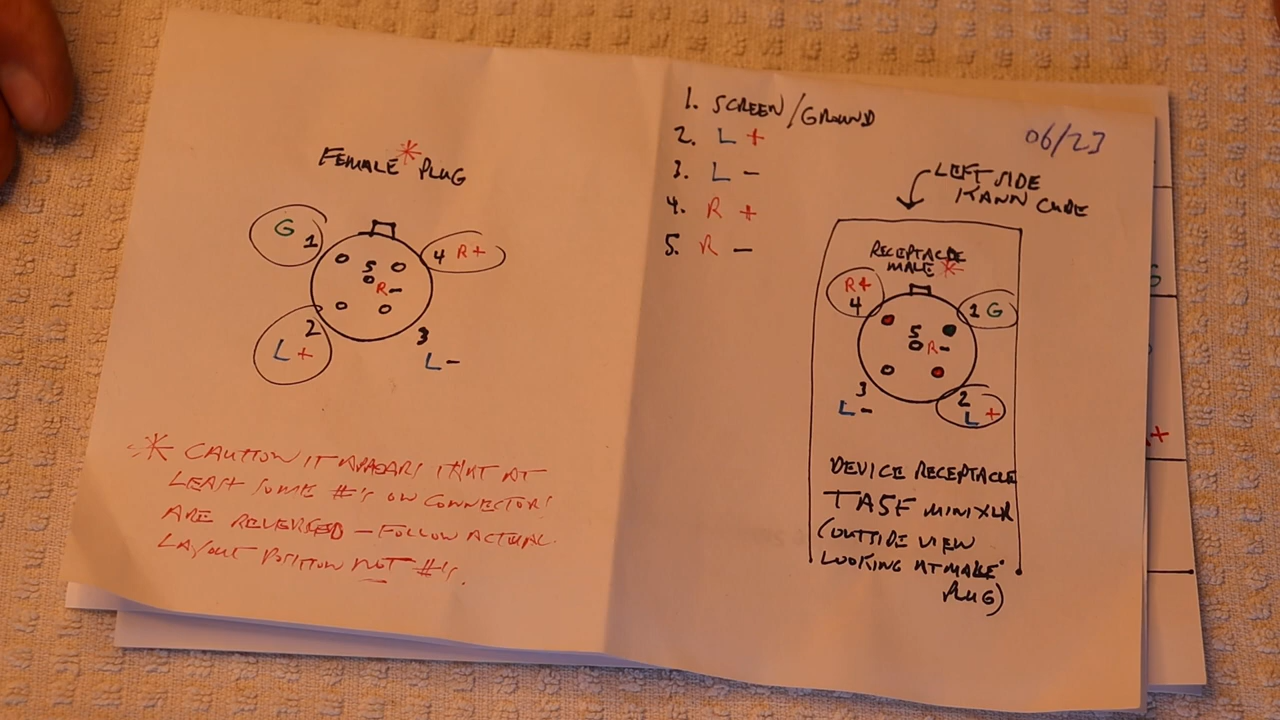 FEMALE* PLUG
G 1
4 R+
5
R-
2
L+
3
L-
* CAUTION IT APPEARS THAT AT
LEAST SOME #'s ON CONNECTORS
ARE REVERSED - FOLLOW ACTUAL
LAYOUT POSITION NOT #'s.
1. SCREEN/GROUND
2. L +
3. L -
4. R +
5. R -
06/23
LEFT SIDE
KANN CUBE
RECEPTACLE
MALE*
R+
4
1 G
5
R-
3
L-
2
L+
DEVICE RECEPTACLE
TA5F MINIXLR
(OUTSIDE VIEW
LOOKING AT MALE
PLUG)
G
+